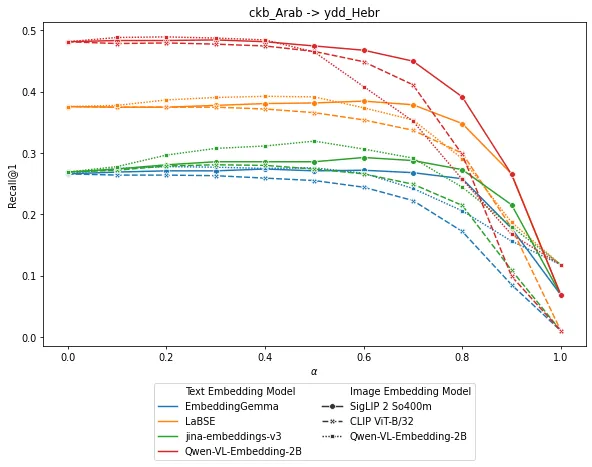 ckb_Arab -> ydd_Hebr
Recall@1
0.5
0.4
0.3
0.2
0.1
0.0
0.0 0.2 0.4 0.6 0.8 1.0
α
Text Embedding Model
EmbeddingGemma
LaBSE
jina-embeddings-v3
Qwen-VL-Embedding-2B
Image Embedding Model
SigLIP 2 So400m
CLIP ViT-B/32
Qwen-VL-Embedding-2B